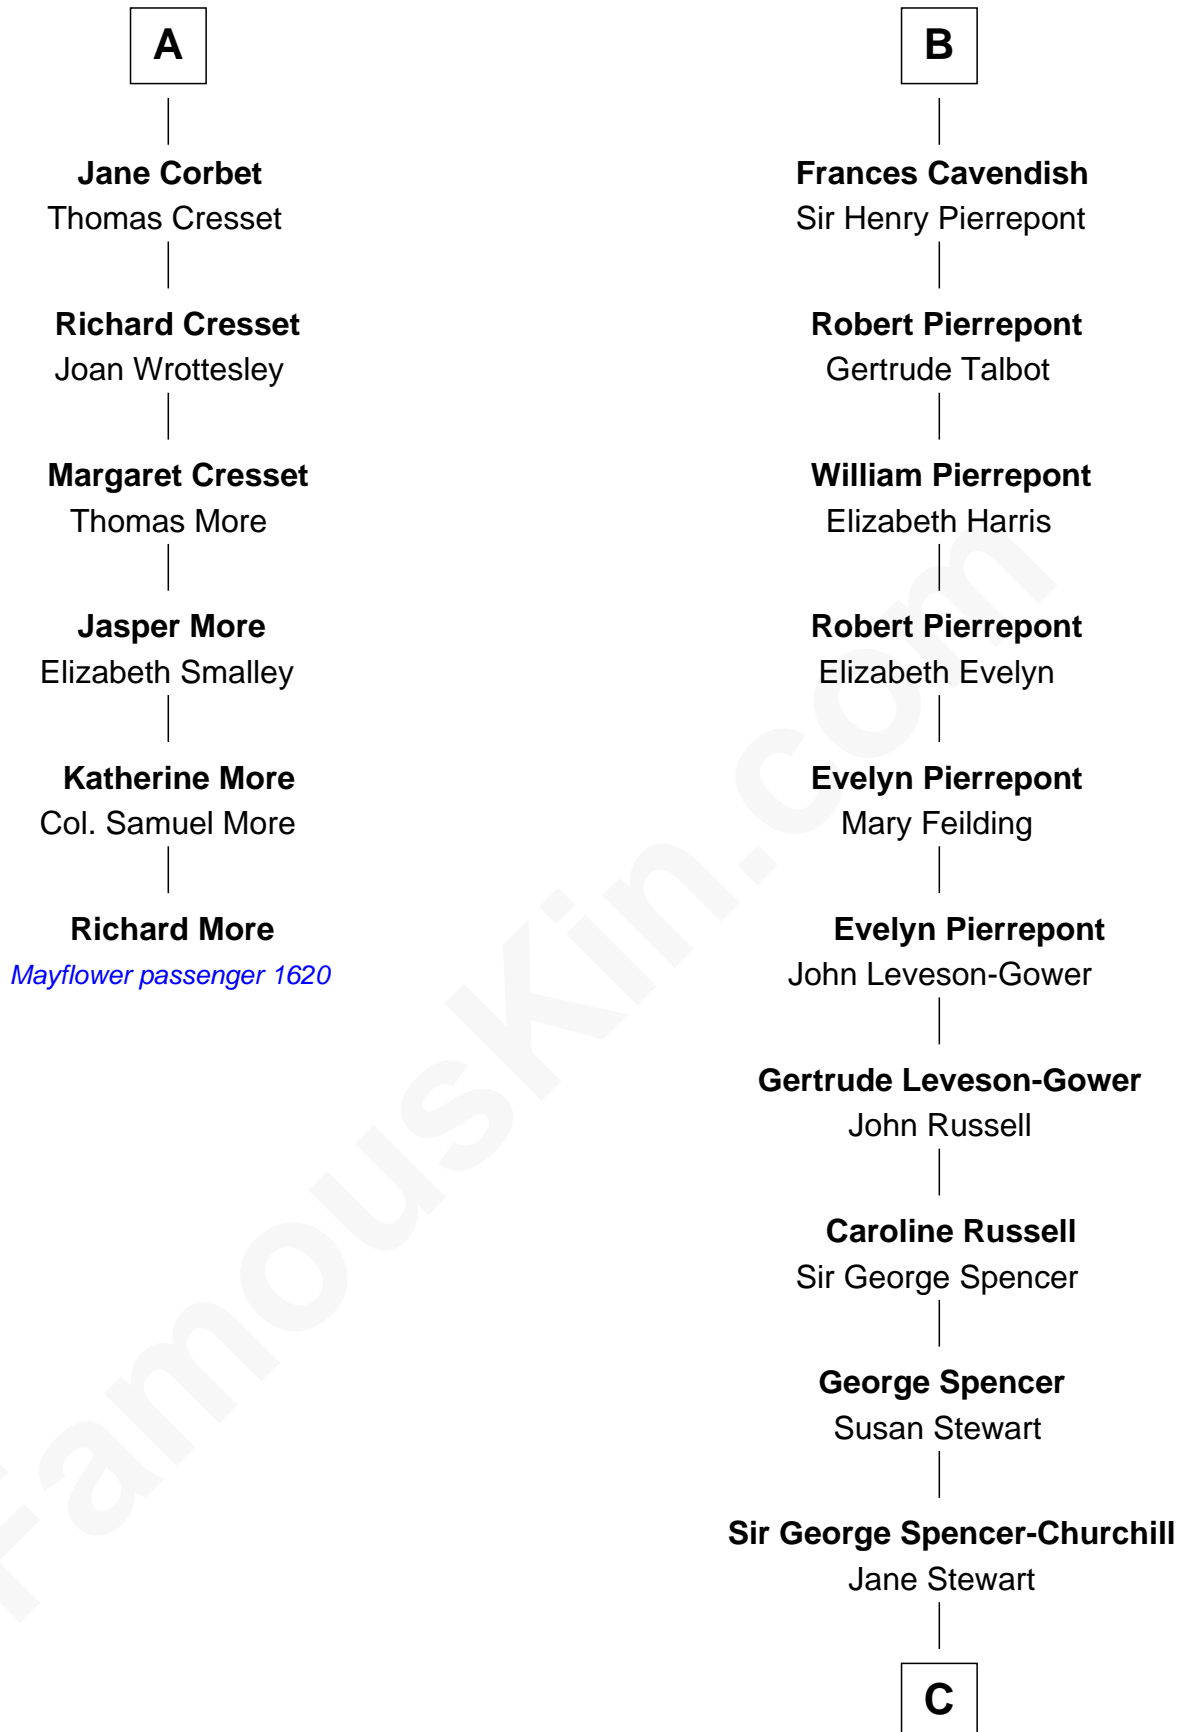 A
Jane Corbet
Thomas Cresset
Richard Cresset
Joan Wrottesley
Margaret Cresset
Thomas More
Jasper More
Elizabeth Smalley
Katherine More
Col. Samuel More
Richard More
Mayflower passenger 1620
B
Frances Cavendish
Sir Henry Pierrepont
Robert Pierrepont
Gertrude Talbot
William Pierrepont
Elizabeth Harris
Robert Pierrepont
Elizabeth Evelyn
Evelyn Pierrepont
Mary Feilding
Evelyn Pierrepont
John Leveson-Gower
Gertrude Leveson-Gower
John Russell
Caroline Russell
Sir George Spencer
George Spencer
Susan Stewart
Sir George Spencer-Churchill
Jane Stewart
C
FamousKin.com